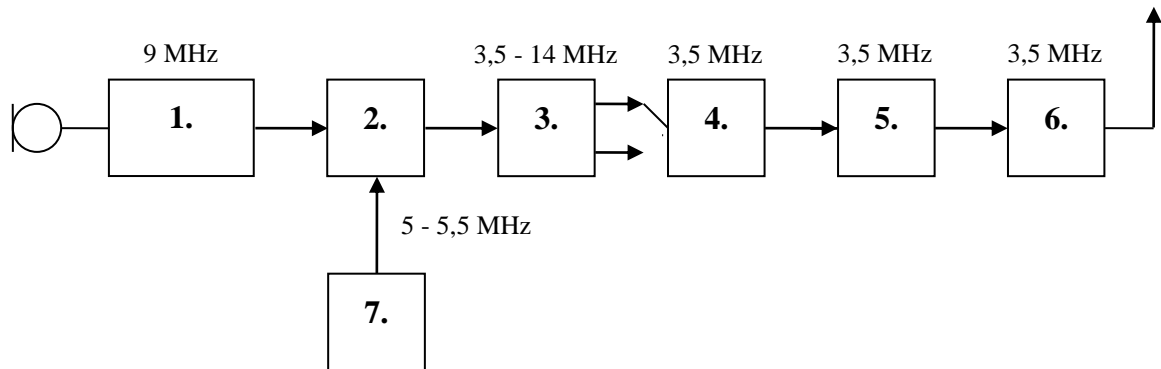 9 MHz
3,5 - 14 MHz
3,5 MHz
3,5 MHz
3,5 MHz
1.
2.
3.
4.
5.
6.
5 - 5,5 MHz
7.